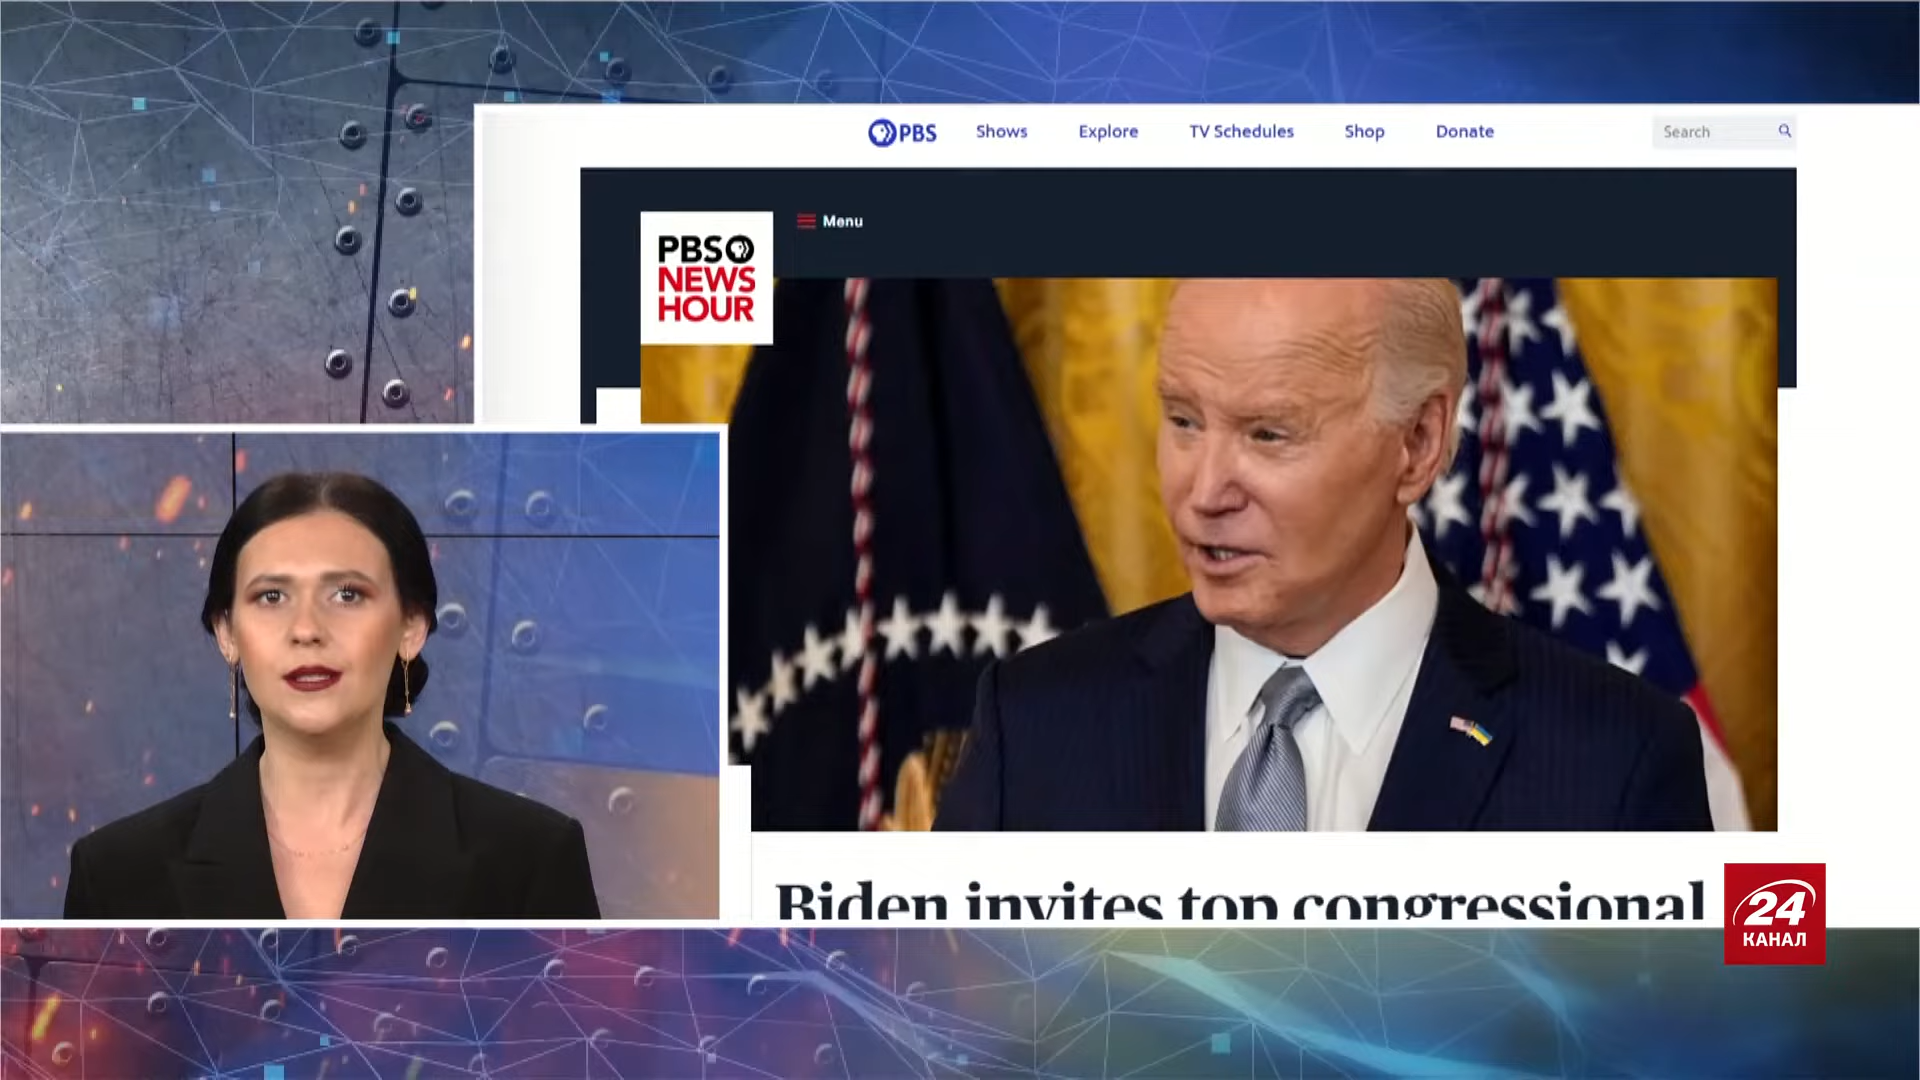 PBS
Shows
Explore
TV Schedules
Shop
Donate
Search
Menu
PBS
NEWS
HOUR
Biden invites top congressional
24
КАНАЛ